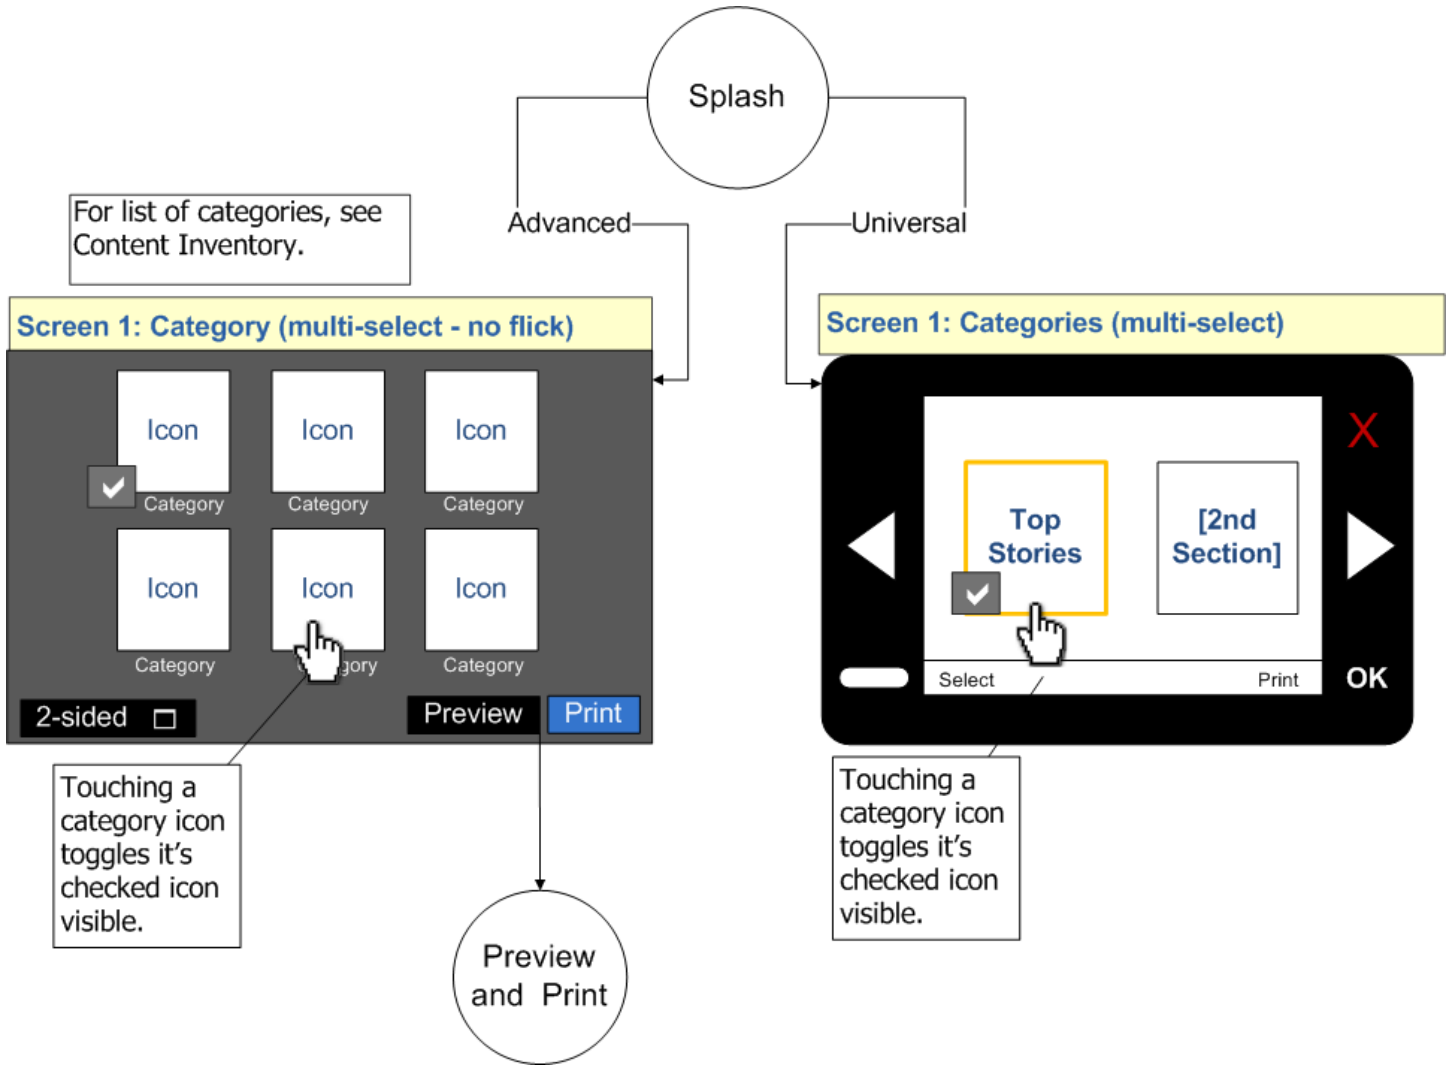 Splash
Advanced
Universal
For list of categories, see
Content Inventory.
Screen 1: Category (multi-select - no flick)
Icon
Icon
Icon
Category
Category
Category
Icon
Icon
Icon
Category
Category
2-sided
Preview
Print
Touching a
category icon
toggles it’s
checked icon
visible.
Preview
and Print
Screen 1: Categories (multi-select)
X
Top
Stories
[2nd
Section]
Select
Print
OK
Touching a
category icon
toggles it’s
checked icon
visible.